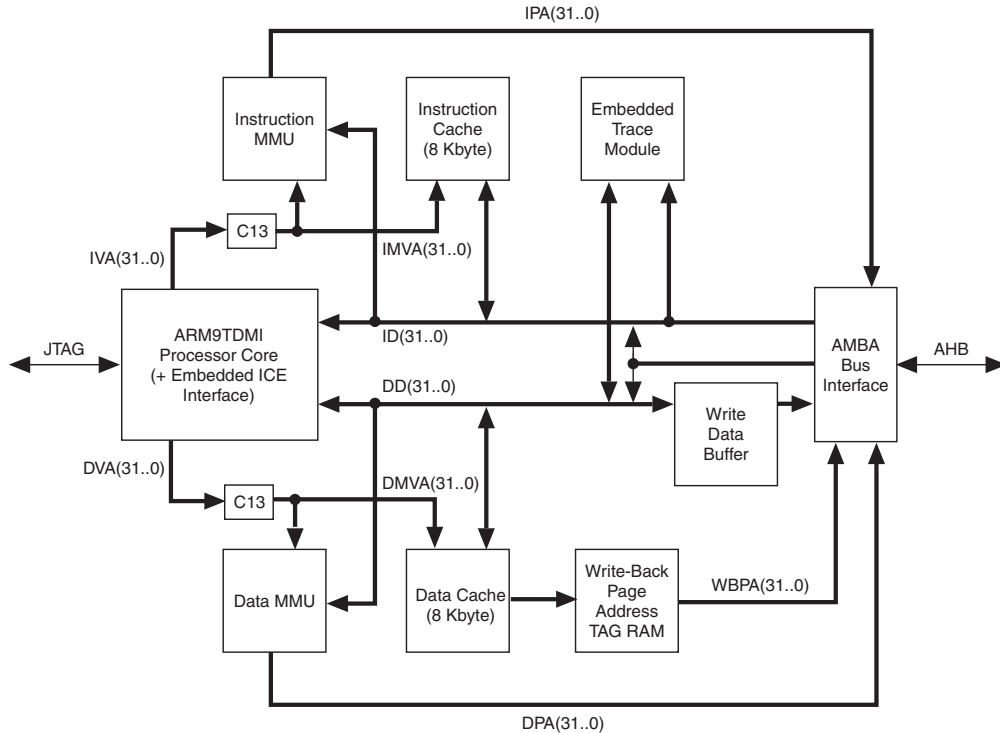 IPA(31..0)
Instruction
MMU
Instruction
Cache
(8 Kbyte)
Embedded
Trace
Module
C13
IMVA(31..0)
IVA(31..0)
ARM9TDMI
Processor Core
(+ Embedded ICE
Interface)
JTAG
ID(31..0)
AMBA
Bus
Interface
AHB
DD(31..0)
Write
Data
Buffer
DVA(31..0)
DMVA(31..0)
C13
Data MMU
Data Cache
(8 Kbyte)
Write-Back
Page
Address
TAG RAM
WBPA(31..0)
DPA(31..0)